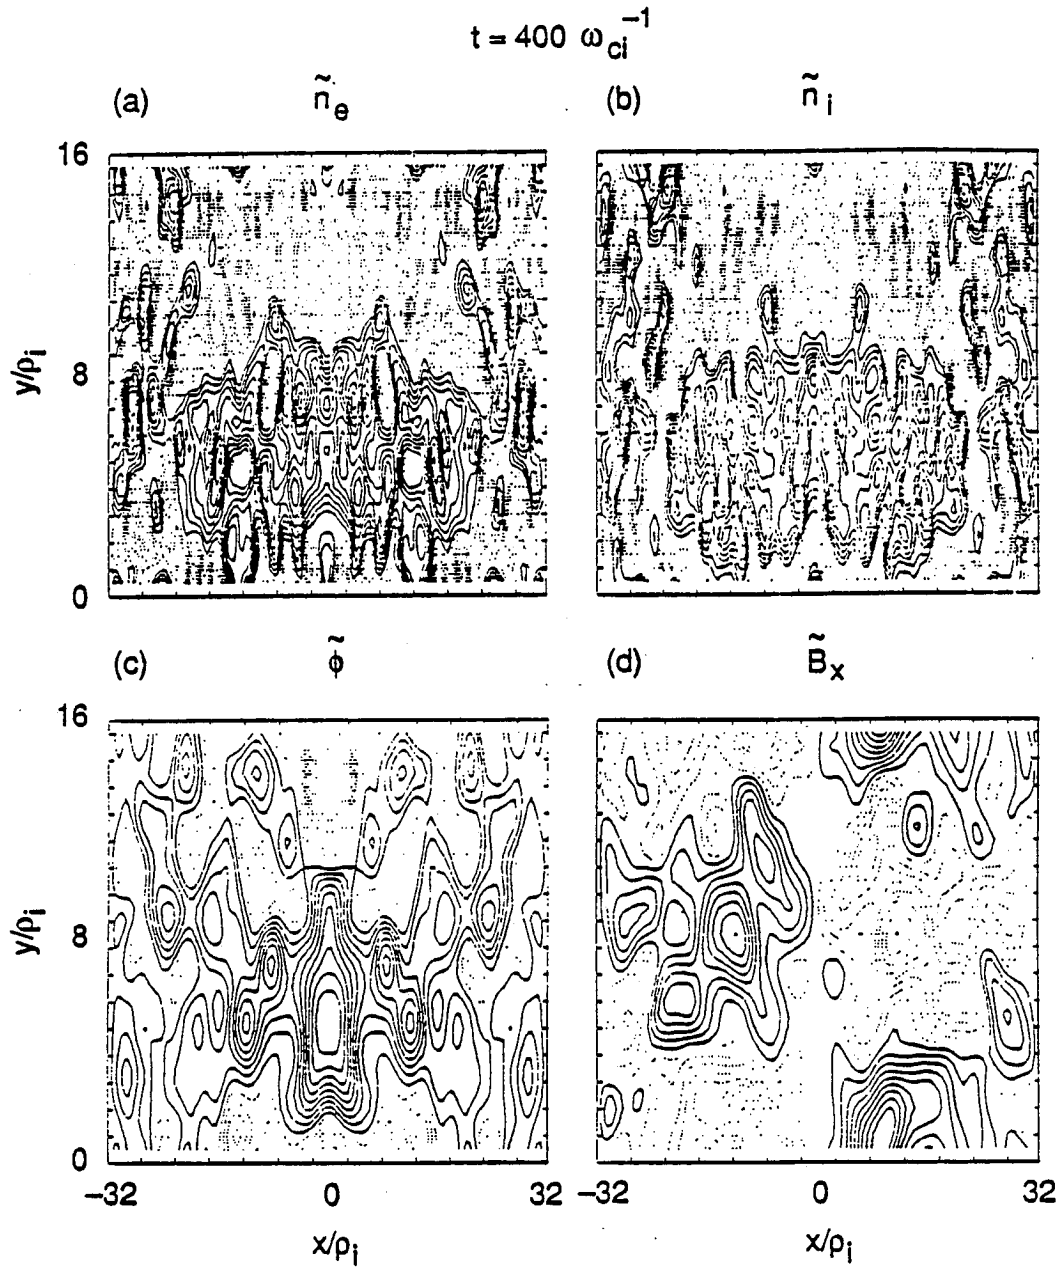 t = 400 ω_ci^−1
(a) ñ_e (b) ñ_i
16
y/ρ_i 8
0
(c) φ̃ (d) B̃_x
16
y/ρ_i 8
0
−32 0 32 −32 0 32
x/ρ_i x/ρ_i